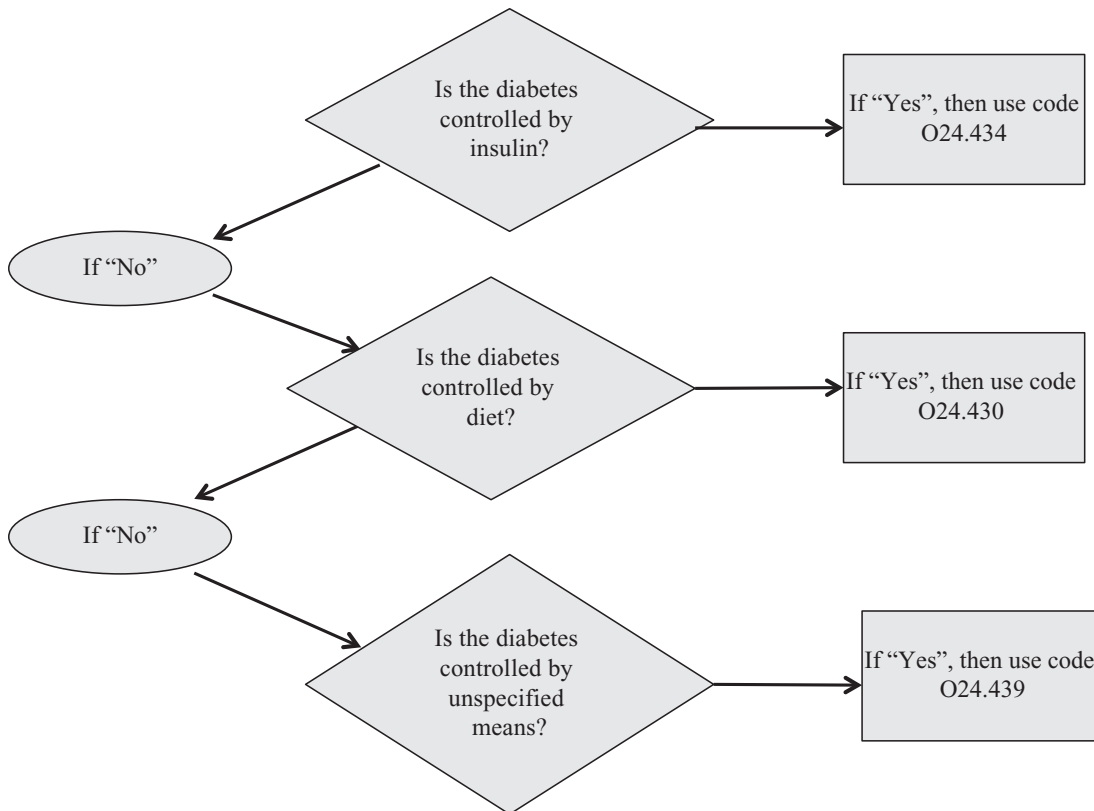 Is the diabetes
controlled by
insulin?
If “Yes”, then use code
O24.434
If “No”
Is the diabetes
controlled by
diet?
If “Yes”, then use code
O24.430
If “No”
Is the diabetes
controlled by
unspecified
means?
If “Yes”, then use code
O24.439